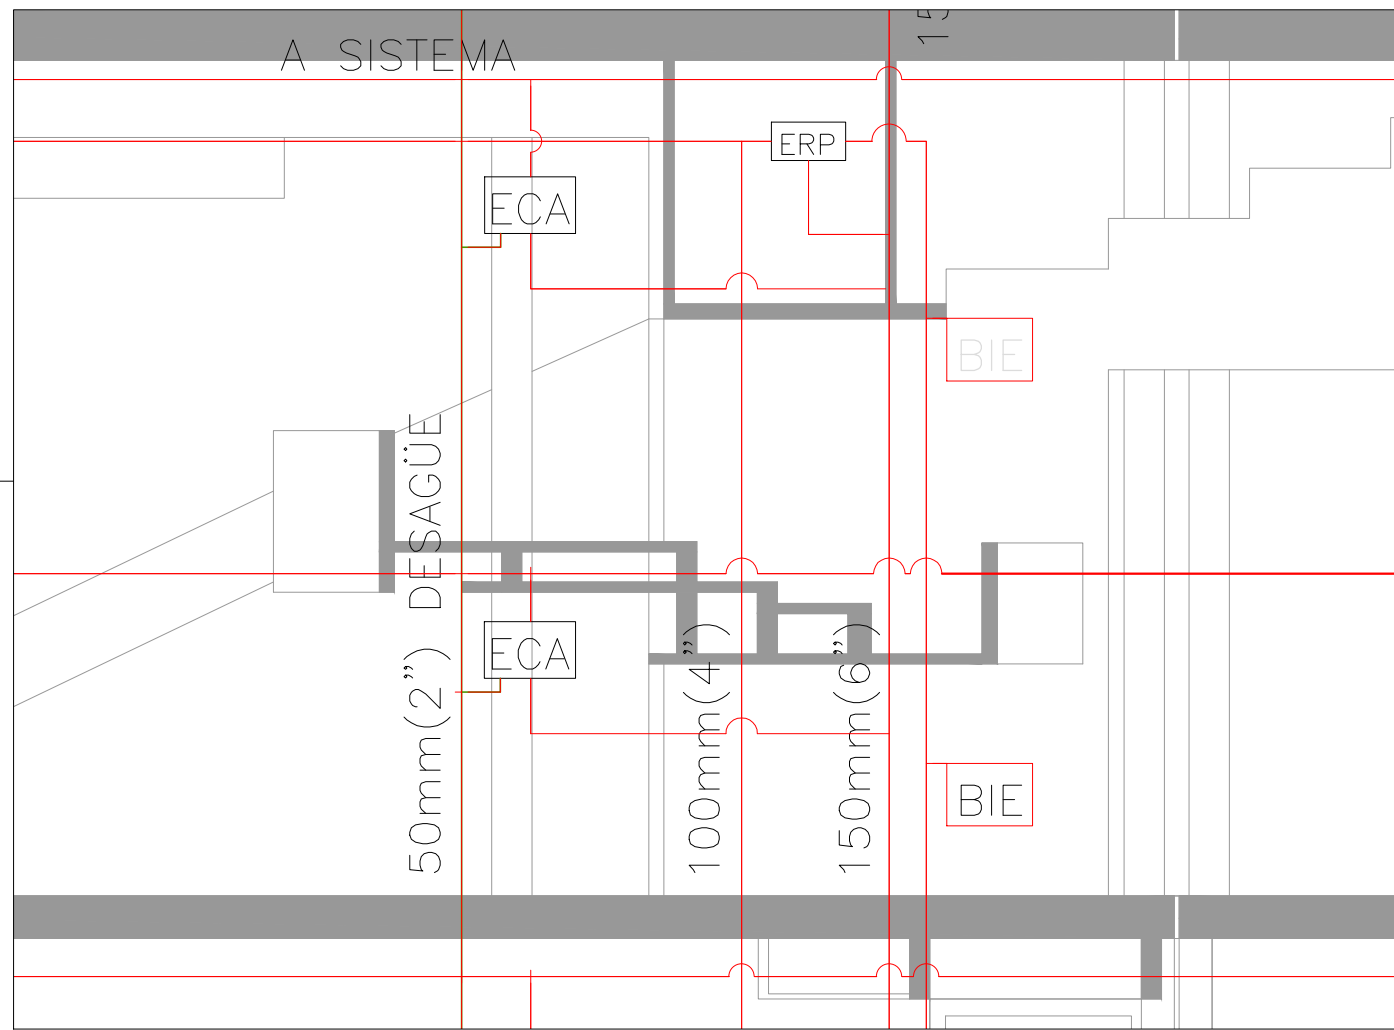 A SISTEMA
ERP
ECA
BIE
50mm(2") DESAGÜE
ECA
100mm(4")
150mm(6")
BIE